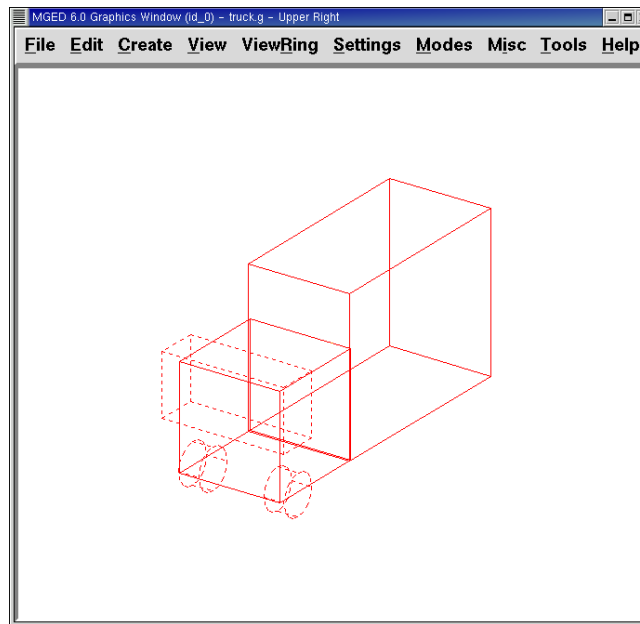 MGED 6.0 Graphics Window (id_0) – truck.g – Upper Right
File Edit Create View ViewRing Settings Modes Misc Tools Help